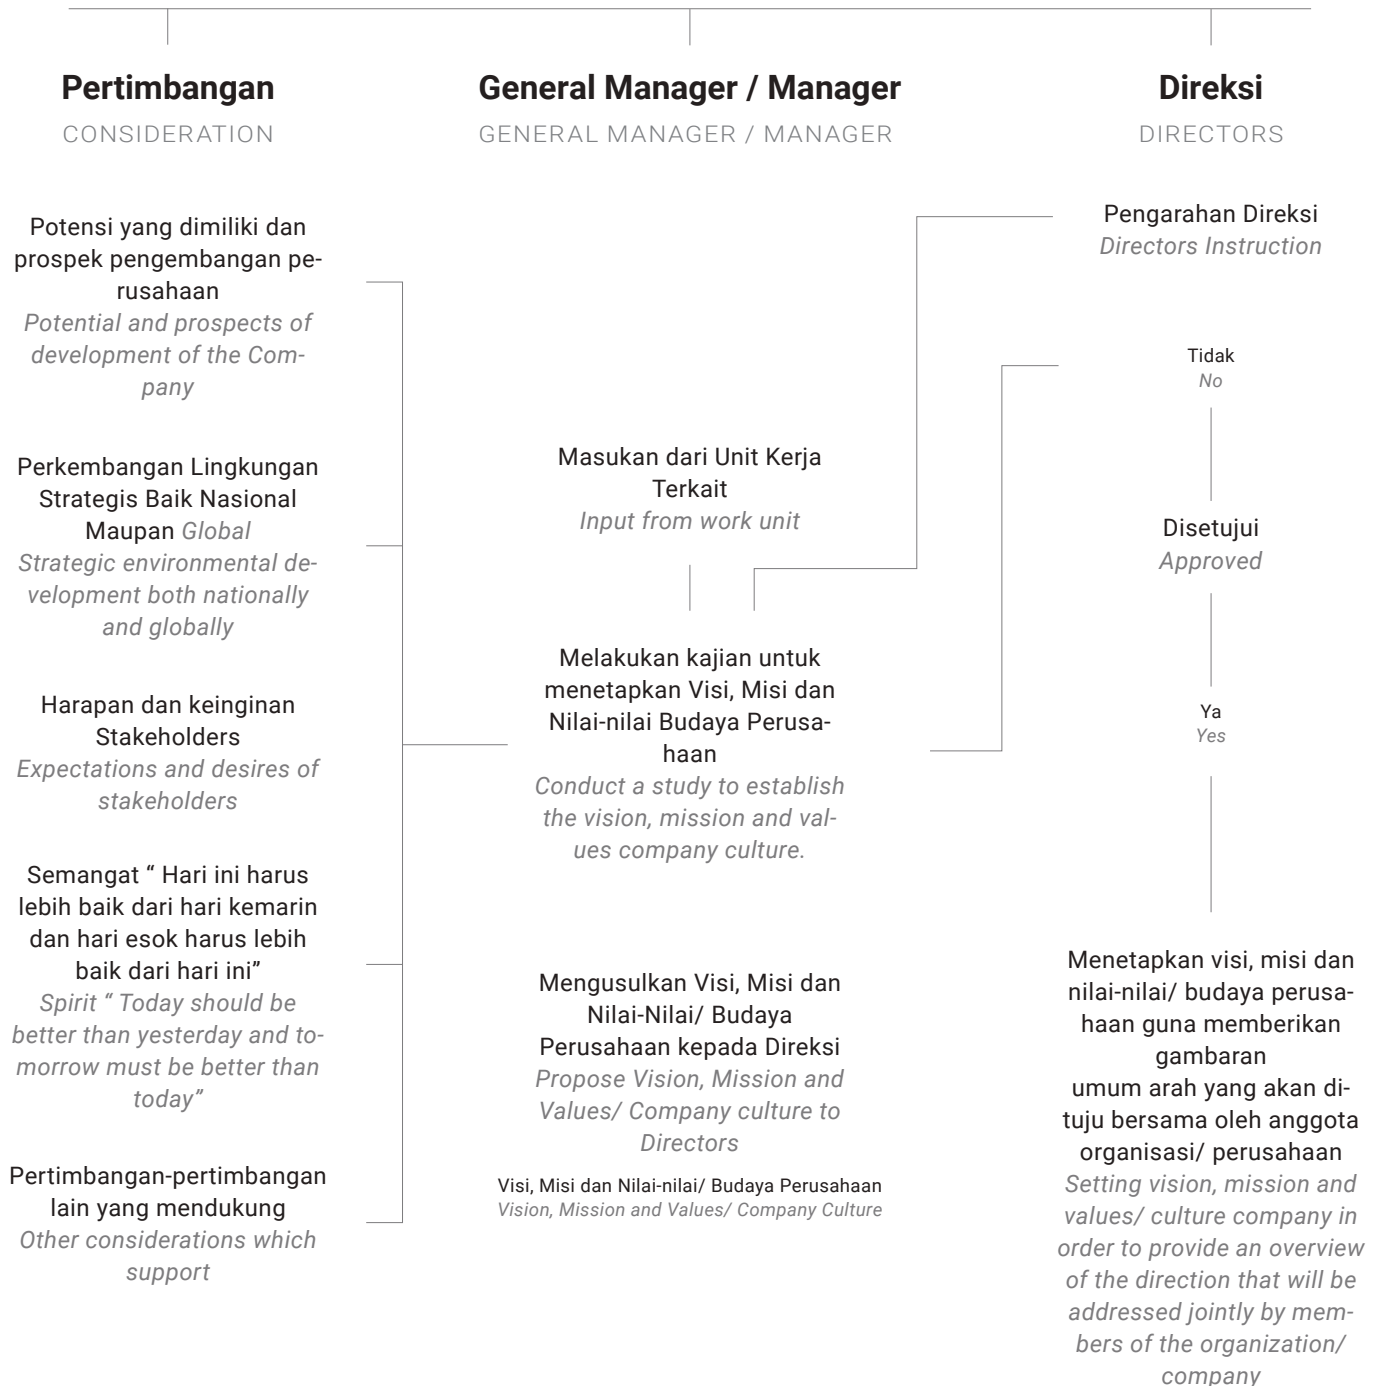 Pertimbangan
CONSIDERATION
Potensi yang dimiliki dan
prospek pengembangan pe-
rusahaan
Potential and prospects of
development of the Com-
pany
Perkembangan Lingkungan
Strategis Baik Nasional
Maupan Global
Strategic environmental de-
velopment both nationally
and globally
Harapan dan keinginan
Stakeholders
Expectations and desires of
stakeholders
Semangat “ Hari ini harus
lebih baik dari hari kemarin
dan hari esok harus lebih
baik dari hari ini”
Spirit “ Today should be
better than yesterday and to-
morrow must be better than
today”
Pertimbangan-pertimbangan
lain yang mendukung
Other considerations which
support
General Manager / Manager
GENERAL MANAGER / MANAGER
Masukan dari Unit Kerja
Terkait
Input from work unit
Melakukan kajian untuk
menetapkan Visi, Misi dan
Nilai-nilai Budaya Perusa-
haan
Conduct a study to establish
the vision, mission and val-
ues company culture.
Mengusulkan Visi, Misi dan
Nilai-Nilai/ Budaya
Perusahaan kepada Direksi
Propose Vision, Mission and
Values/ Company culture to
Directors
Visi, Misi dan Nilai-nilai/ Budaya Perusahaan
Vision, Mission and Values/ Company Culture
Direksi
DIRECTORS
Pengarahan Direksi
Directors Instruction
Tidak
No
Disetujui
Approved
Ya
Yes
Menetapkan visi, misi dan
nilai-nilai/ budaya perusa-
haan guna memberikan
gambaran
umum arah yang akan di-
tuju bersama oleh anggota
organisasi/ perusahaan
Setting vision, mission and
values/ culture company in
order to provide an overview
of the direction that will be
addressed jointly by mem-
bers of the organization/
company